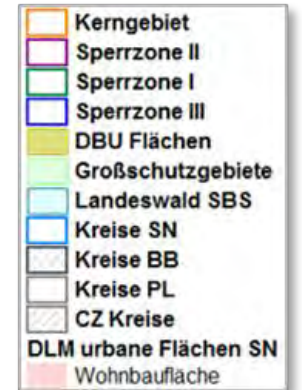 Kerngebiet
Sperrzone II
Sperrzone I
Sperrzone III
DBU Flächen
Großschutzgebiete
Landeswald SBS
Kreise SN
Kreise BB
Kreise PL
CZ Kreise
DLM urbane Flächen SN
Wohnbaufläche